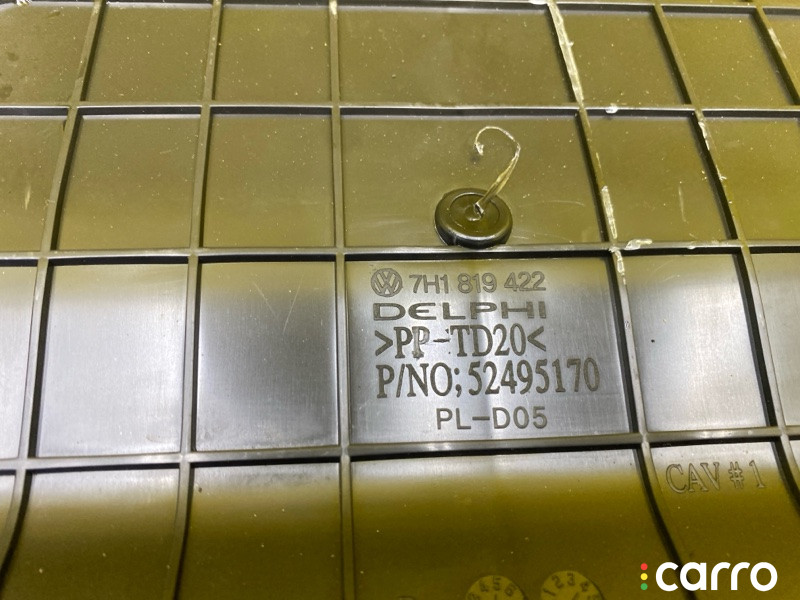 7H1 819 422
DELPHI
>PP-TD20<
P/NO;52495170
PL-D05
CAV #1
carro